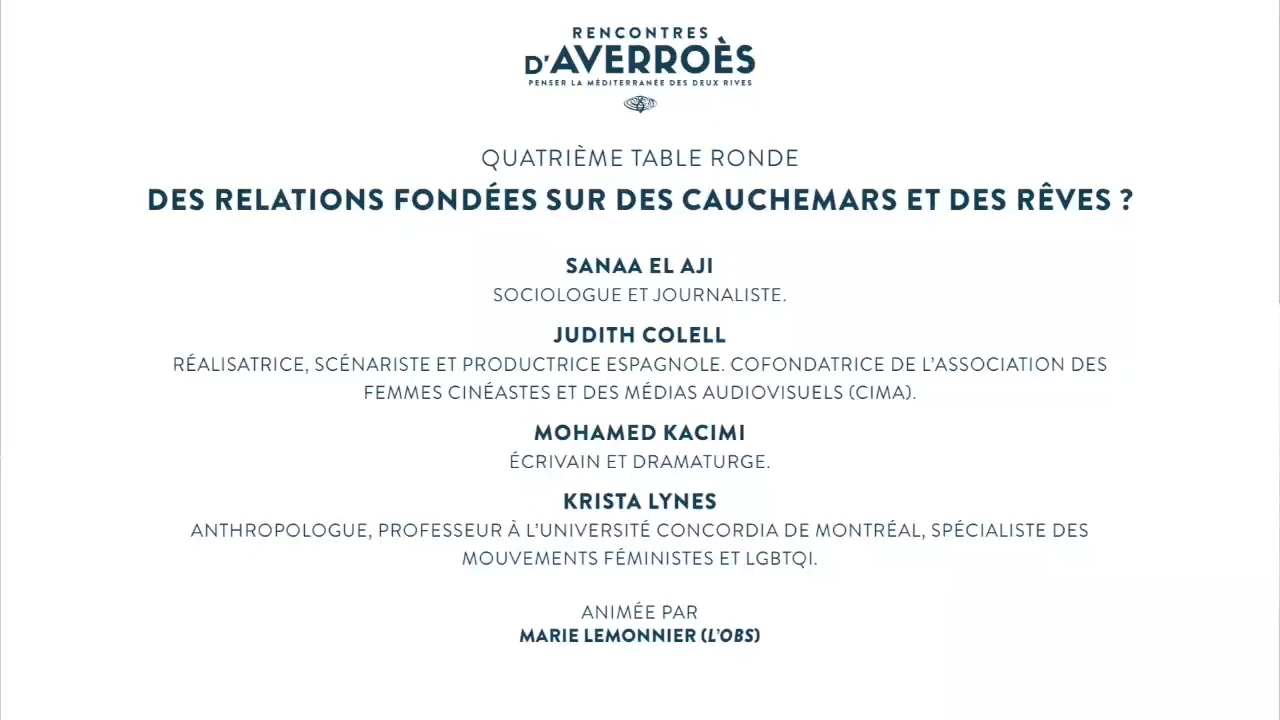 RENCONTRES
D'AVERROÈS
PENSER LA MÉDITERRANÉE DES DEUX RIVES
QUATRIÈME TABLE RONDE
DES RELATIONS FONDÉES SUR DES CAUCHEMARS ET DES RÊVES ?
SANAA EL AJI
SOCIOLOGUE ET JOURNALISTE.
JUDITH COLELL
RÉALISATRICE, SCÉNARISTE ET PRODUCTRICE ESPAGNOLE. COFONDATRICE DE L'ASSOCIATION DES
FEMMES CINÉASTES ET DES MÉDIAS AUDIOVISUELS (CIMA).
MOHAMED KACIMI
ÉCRIVAIN ET DRAMATURGE.
KRISTA LYNES
ANTHROPOLOGUE, PROFESSEUR À L'UNIVERSITÉ CONCORDIA DE MONTRÉAL, SPÉCIALISTE DES
MOUVEMENTS FÉMINISTES ET LGBTQI.
ANIMÉE PAR
MARIE LEMONNIER (L'OBS)